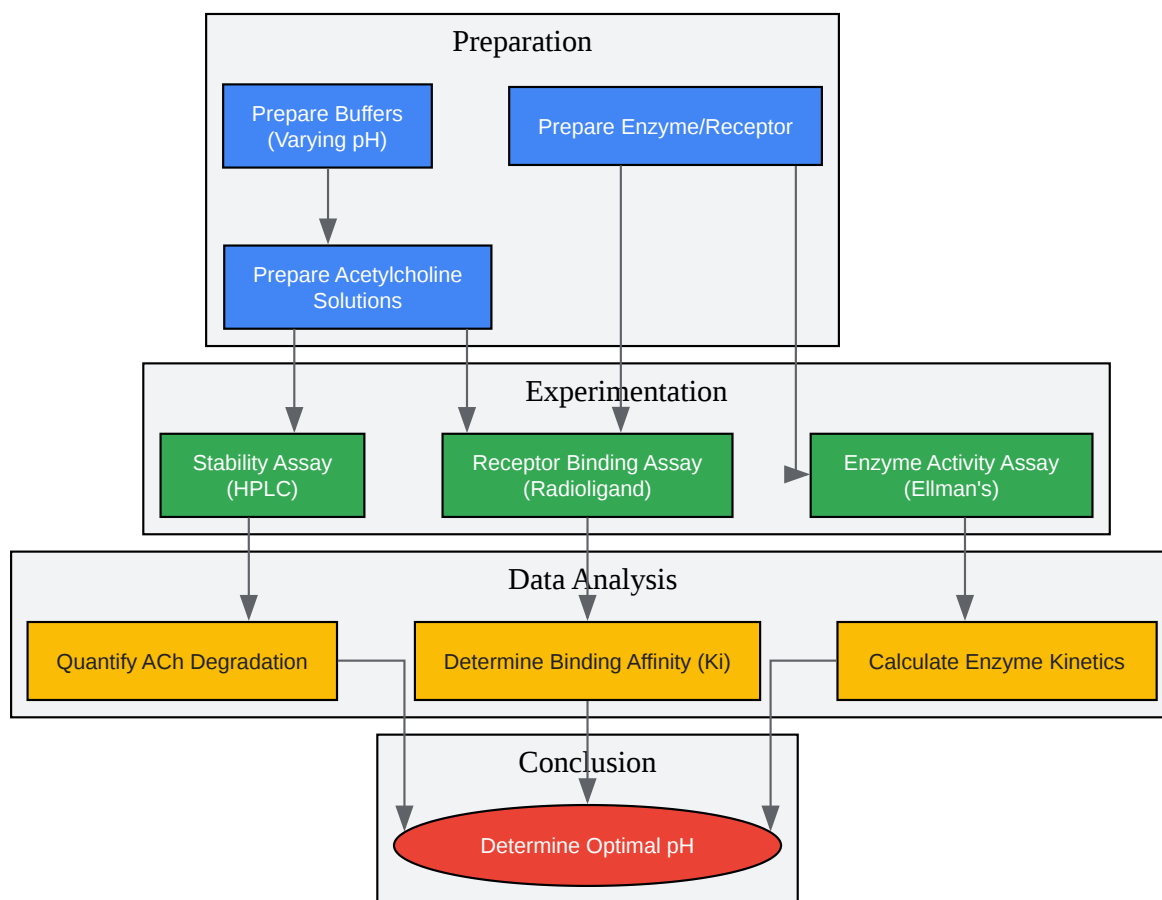 Preparation
Prepare Buffers
(Varying pH)
Prepare Enzyme/Receptor
Prepare Acetylcholine
Solutions
Experimentation
Stability Assay
(HPLC)
Receptor Binding Assay
(Radioligand)
Enzyme Activity Assay
(Ellman's)
Data Analysis
Quantify ACh Degradation
Determine Binding Affinity (Ki)
Calculate Enzyme Kinetics
Conclusion
Determine Optimal pH